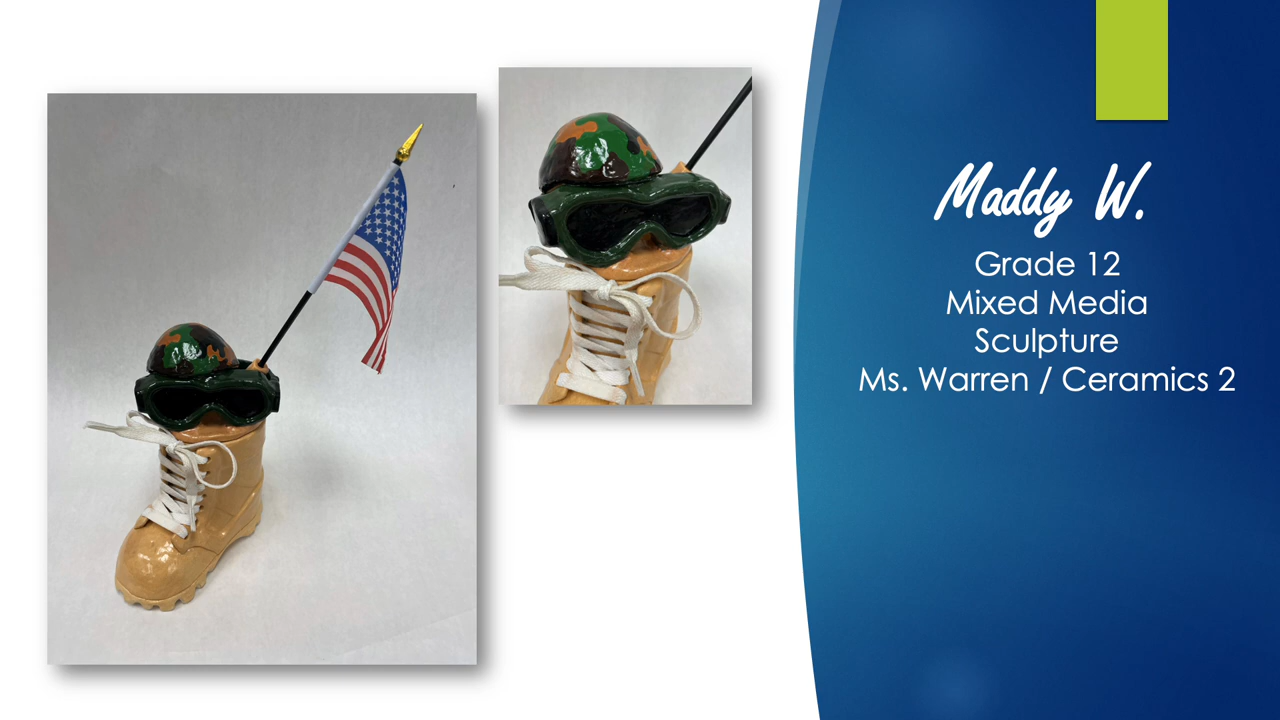 Maddy W.
Grade 12
Mixed Media
Sculpture
Ms. Warren / Ceramics 2